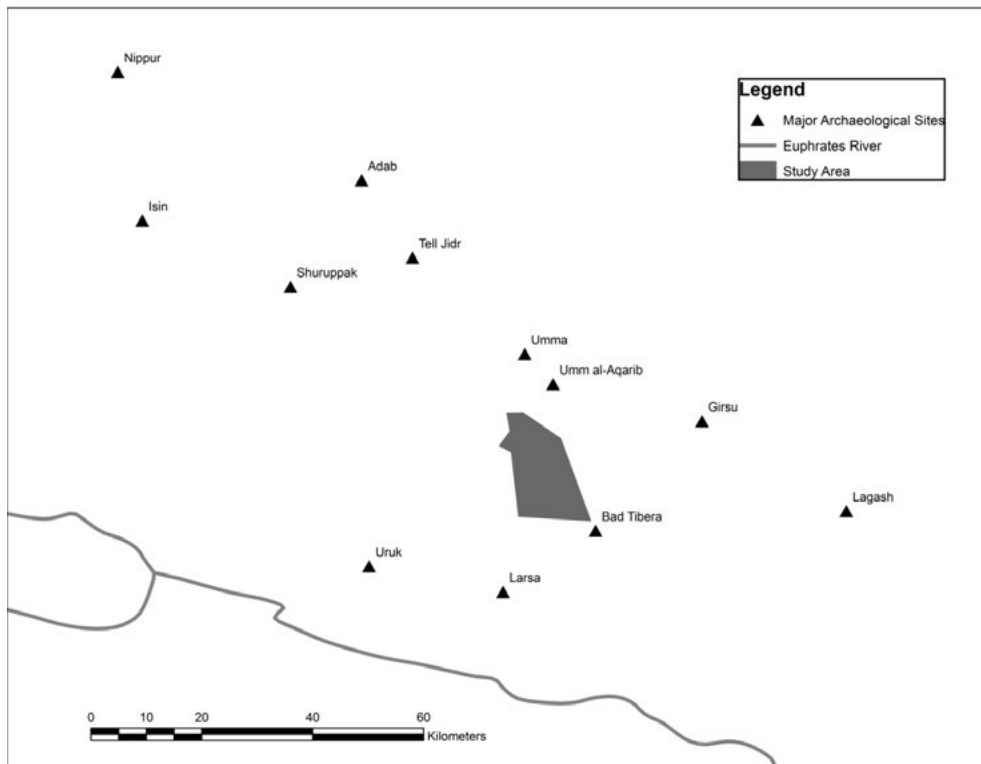 Nippur
Legend
Major Archaeological Sites
Euphrates River
Study Area
Adab
Isin
Tell Jidr
Shuruppak
Umma
Umm al-Aqarib
Girsu
Lagash
Bad Tibera
Uruk
Larsa
0 10 20 40 60
Kilometers